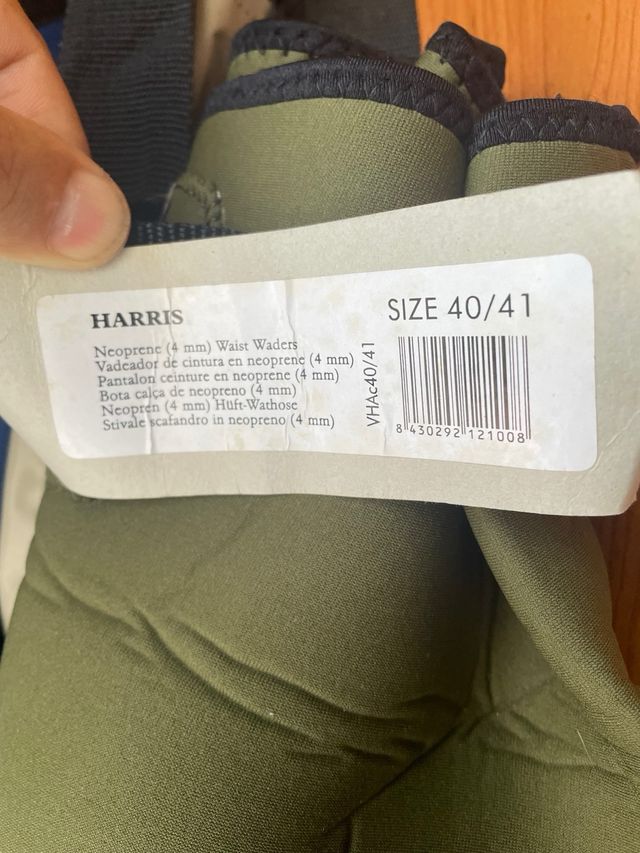 HARRIS
Neoprene (4 mm) Waist Waders
Vadeador de cintura en neoprene (4 mm)
Pantalon ceinture en neoprene (4 mm)
Bota calça de neopreno (4 mm)
Neopren (4 mm) Hüft-Wathose
Stivale scafandro in neopreno (4 mm)
VHAc40/41
SIZE 40/41
8 430292 121008